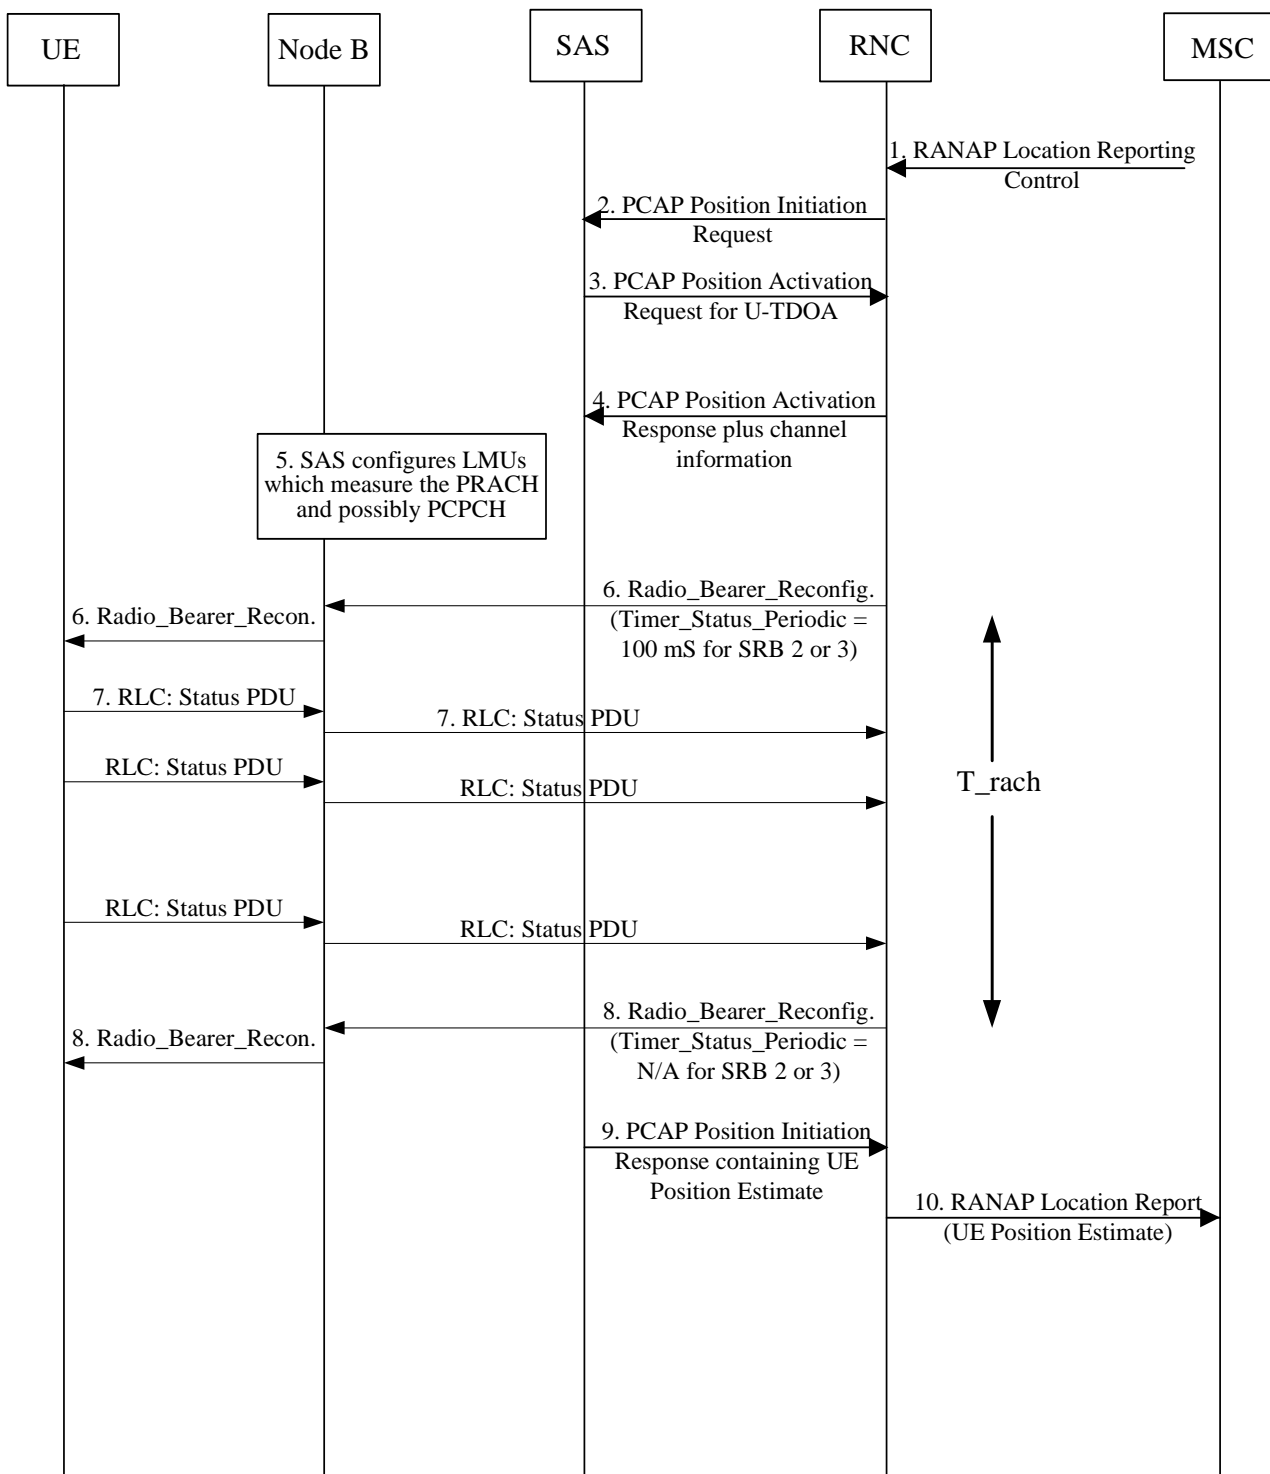 UE
Node B
SAS
RNC
MSC
1. RANAP Location Reporting
Control
2. PCAP Position Initiation
Request
3. PCAP Position Activation
Request for U-TDOA
4. PCAP Position Activation
Response plus channel
information
5. SAS configures LMUs
which measure the PRACH
and possibly PCPCH
6. Radio_Bearer_Reconfig.
(Timer_Status_Periodic =
100 mS for SRB 2 or 3)
6. Radio_Bearer_Recon.
7. RLC: Status PDU
7. RLC: Status PDU
RLC: Status PDU
RLC: Status PDU
T_rach
RLC: Status PDU
RLC: Status PDU
8. Radio_Bearer_Reconfig.
(Timer_Status_Periodic =
N/A for SRB 2 or 3)
8. Radio_Bearer_Recon.
9. PCAP Position Initiation
Response containing UE
Position Estimate
10. RANAP Location Report
(UE Position Estimate)